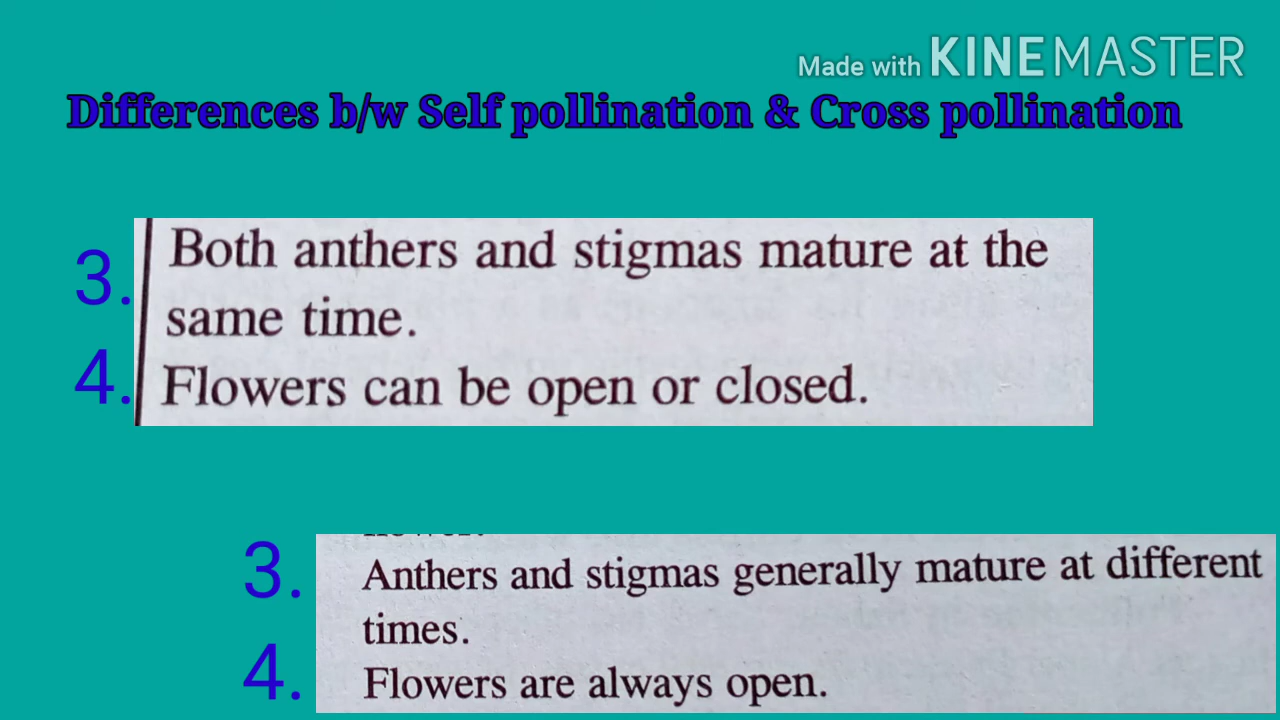 Made with KINEMASTER
Differences b/w Self pollination & Cross pollination
3. Both anthers and stigmas mature at the
same time.
4. Flowers can be open or closed.
3. Anthers and stigmas generally mature at different
times.
4. Flowers are always open.